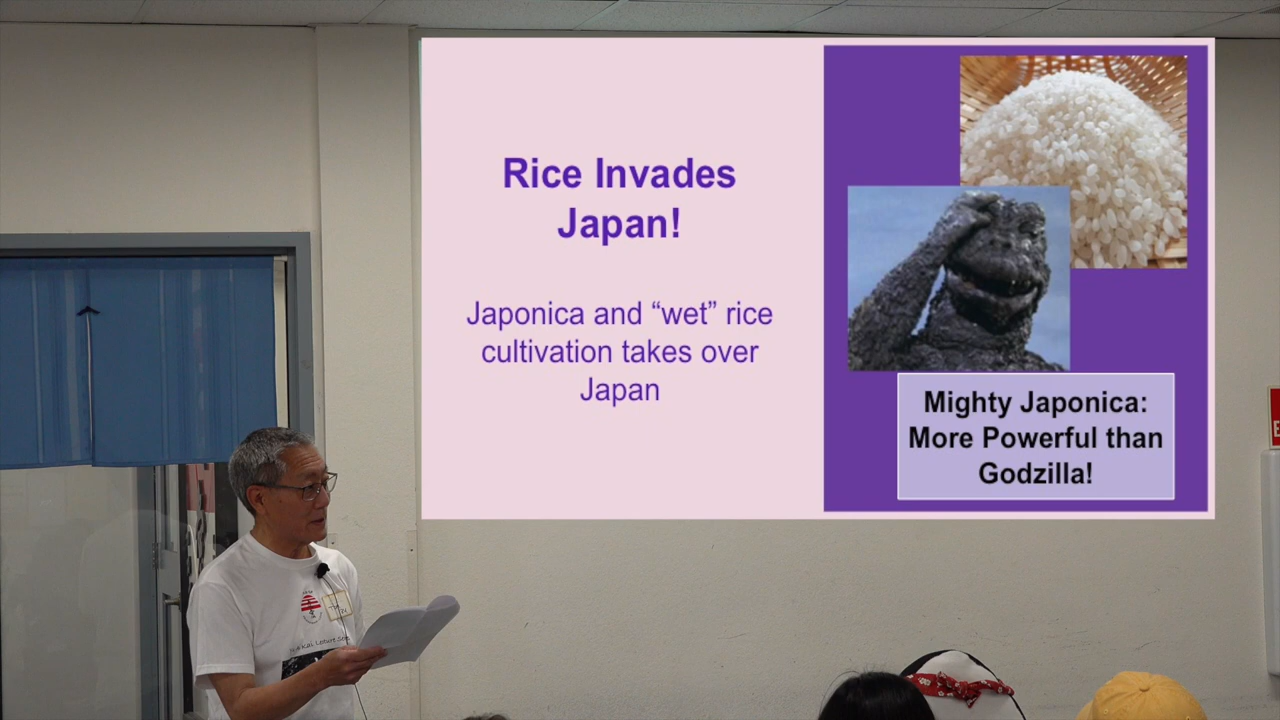 Rice Invades
Japan!
Japonica and “wet” rice
cultivation takes over
Japan
Mighty Japonica:
More Powerful than
Godzilla!